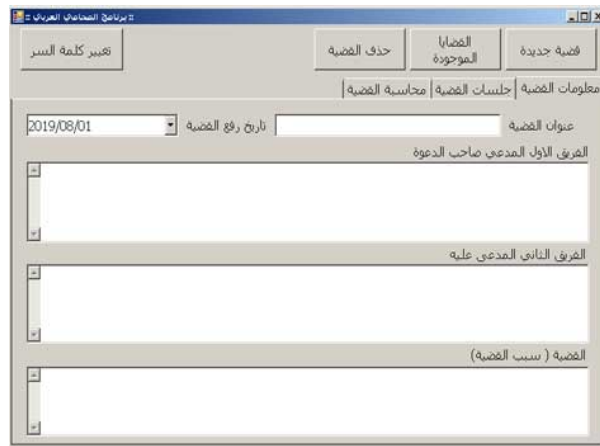 :: برنامج المحامي العربي ::
قضية جديدة
القضايا
الموجودة
حذف القضية
تغيير كلمة السر
معلومات القضية جلسات القضية محاسبة القضية
عنوان القضية تاريخ رفع القضية 2019/08/01
الفريق الاول المدعي صاحب الدعوة
الفريق الثاني المدعى عليه
القضية ( سبب القضية)